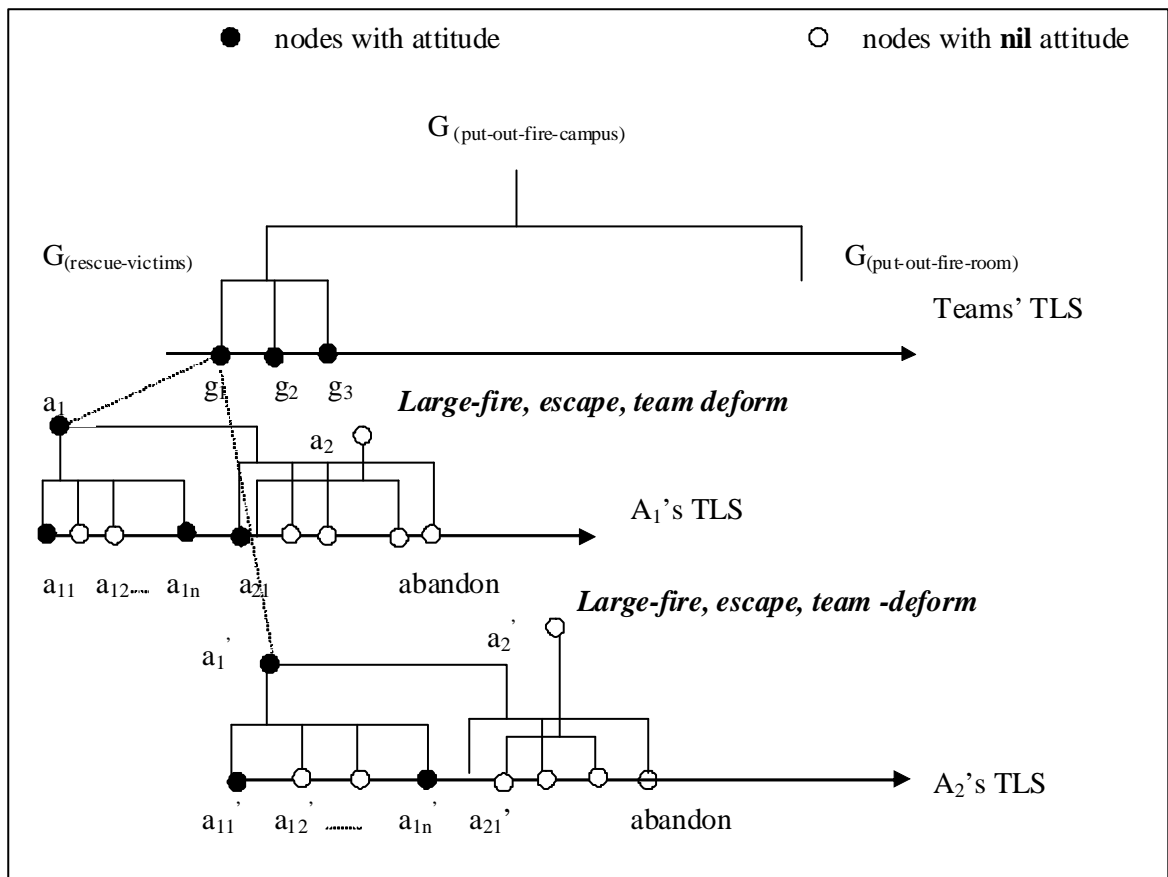 nodes with attitude
nodes with nil attitude
G (put-out-fire-campus)
G(rescue-victims)
G(put-out-fire-room)
Teams' TLS
g1 g2 g3
Large-fire, escape, team deform
a1
a2
A1's TLS
a11 a12 a1n a21 abandon
Large-fire, escape, team -deform
a1'
a2'
A2's TLS
a11' a12' ........ a1n' a21' abandon